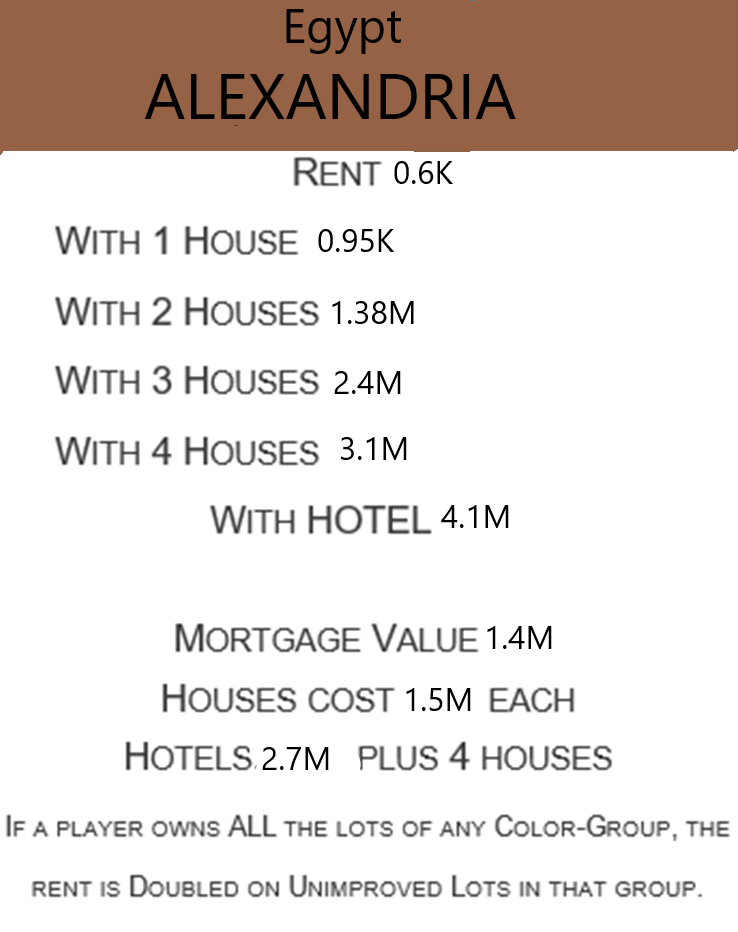 Egypt
ALEXANDRIA
RENT 0.6K
WITH 1 HOUSE 0.95K
WITH 2 HOUSES 1.38M
WITH 3 HOUSES 2.4M
WITH 4 HOUSES 3.1M
WITH HOTEL 4.1M
MORTGAGE VALUE 1.4M
HOUSES COST 1.5M EACH
HOTELS, 2.7M PLUS 4 HOUSES
IF A PLAYER OWNS ALL THE LOTS OF ANY COLOR-GROUP, THE
RENT IS DOUBLED ON UNIMPROVED LOTS IN THAT GROUP.